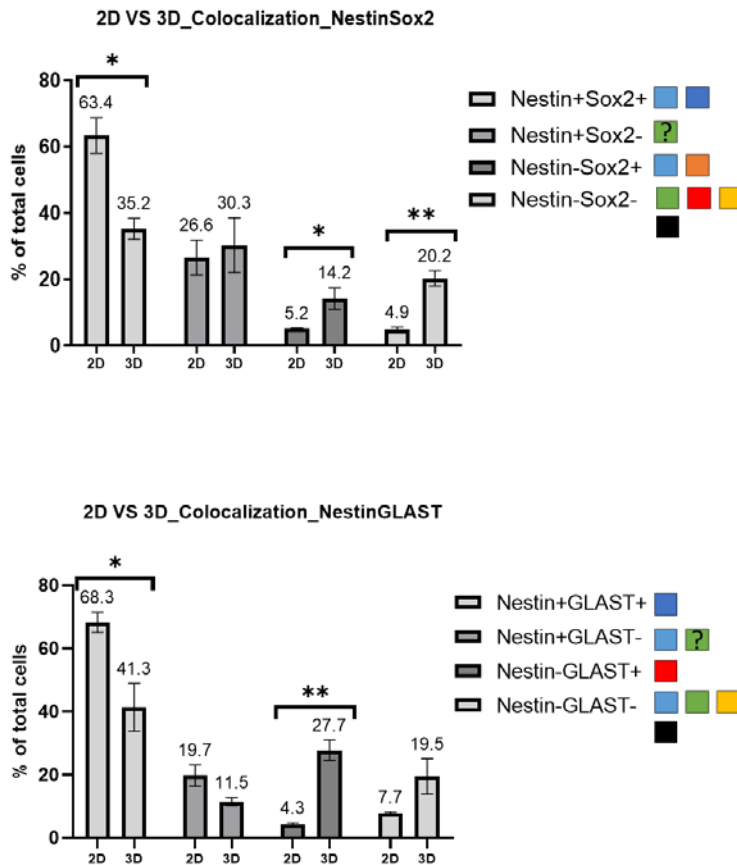 2D VS 3D_Colocalization_NestinSox2
% of total cells
80
60
40
20
0
*
63.4
35.2
26.6
30.3
*
5.2
14.2
**
4.9
20.2
2D 3D 2D 3D 2D 3D 2D 3D
Nestin+Sox2+
Nestin+Sox2- ?
Nestin-Sox2+
Nestin-Sox2-
2D VS 3D_Colocalization_NestinGLAST
% of total cells
80
60
40
20
0
*
68.3
41.3
19.7
11.5
**
4.3
27.7
7.7
19.5
2D 3D 2D 3D 2D 3D 2D 3D
Nestin+GLAST+
Nestin+GLAST- ?
Nestin-GLAST+
Nestin-GLAST-